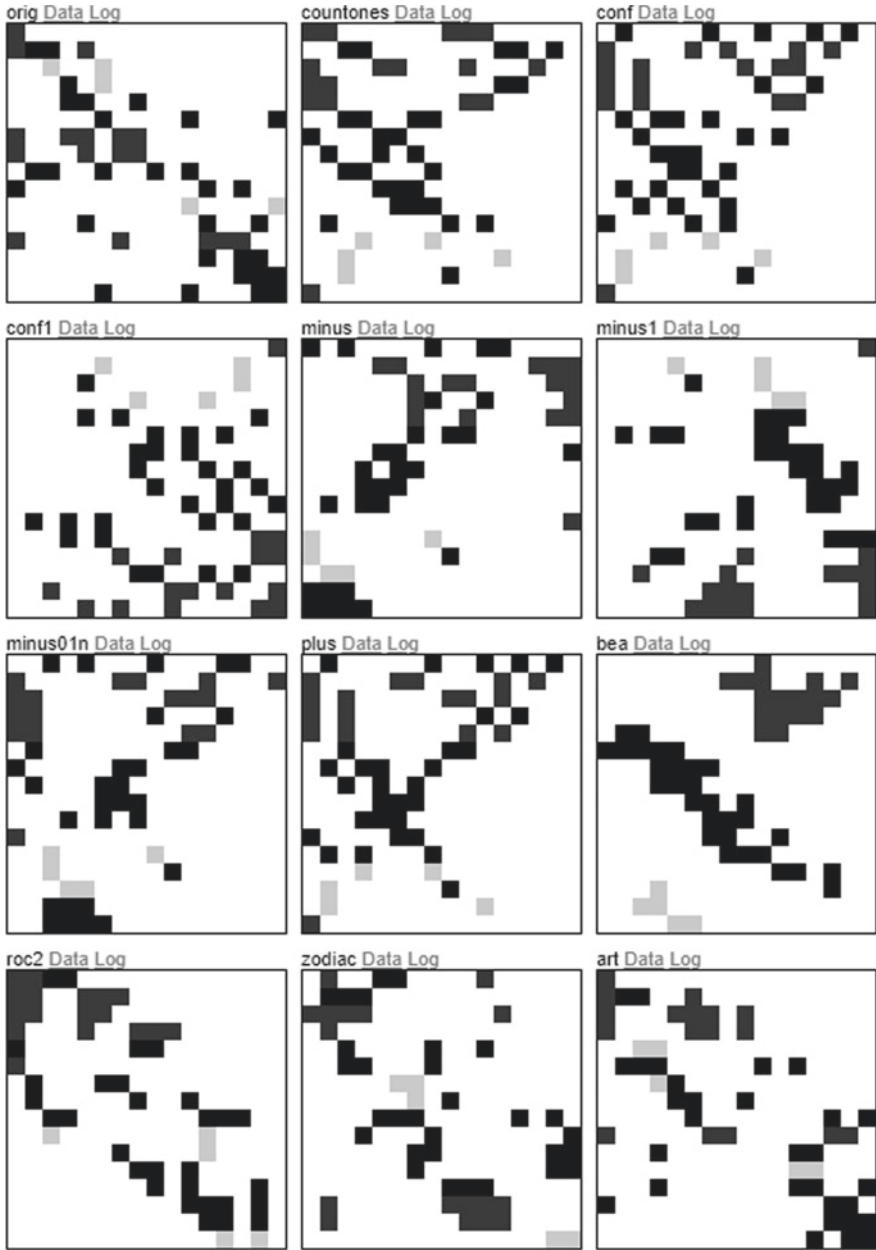 orig Data Log countones Data Log conf Data Log
conf1 Data Log minus Data Log minus1 Data Log
minus01n Data Log plus Data Log bea Data Log
roc2 Data Log zodiac Data Log art Data Log